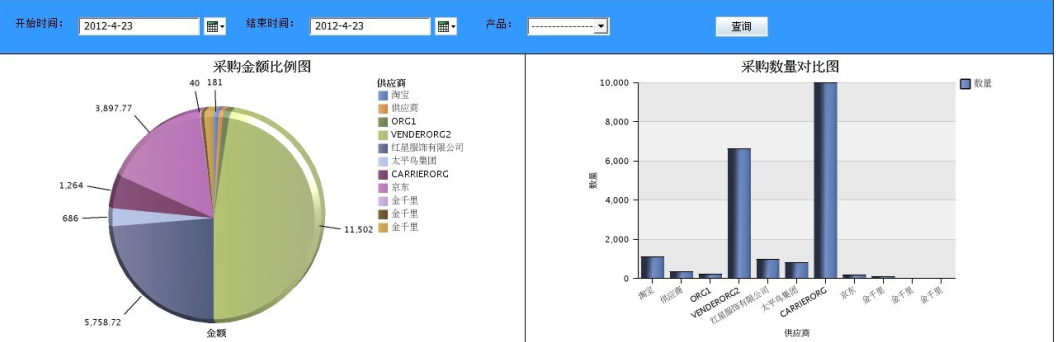 开始时间: 2012-4-23 结束时间: 2012-4-23 产品: --------------- 查询
采购金额比例图
40 181
3,897.77
1,264
686
5,758.72
11,502
金额
供应商
淘宝
供应商
ORG1
VENDERORG2
红星服饰有限公司
太平鸟集团
CARRIERORG
京东
金千里
金千里
金千里
采购数量对比图
数量
10,000
8,000
6,000
4,000
2,000
0
数量
淘宝 供应商 ORG1 VENDERORG2 红星服饰有限公司 太平鸟集团 CARRIERORG 京东 金千里 金千里 金千里
供应商